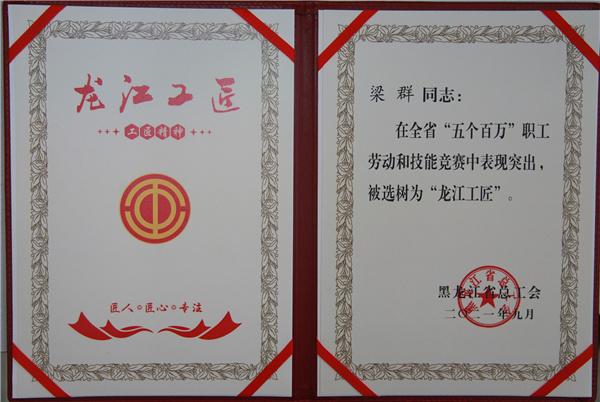 龙江工匠
工匠精神
匠人 匠心 专注
梁群同志：
在全省“五个百万”职工
劳动和技能竞赛中表现突出，
被选树为“龙江工匠”。
黑龙江省总工会
二〇二一年九月